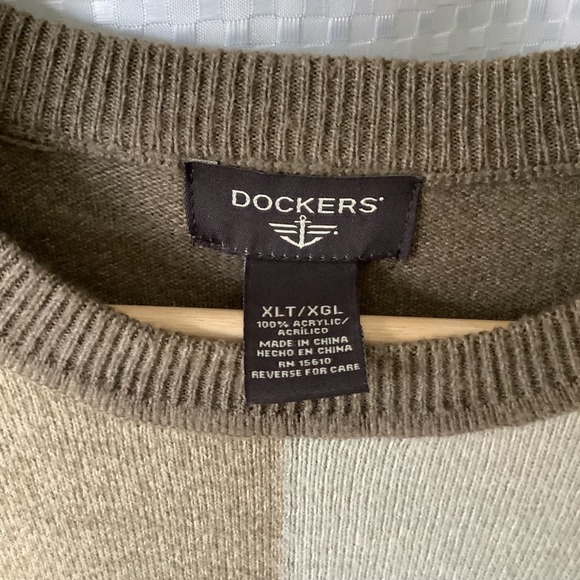 DOCKERS
XLT/XGL
100% ACRYLIC/
ACRÍLICO
MADE IN CHINA
HECHO EN CHINA
RN 15610
REVERSE FOR CARE